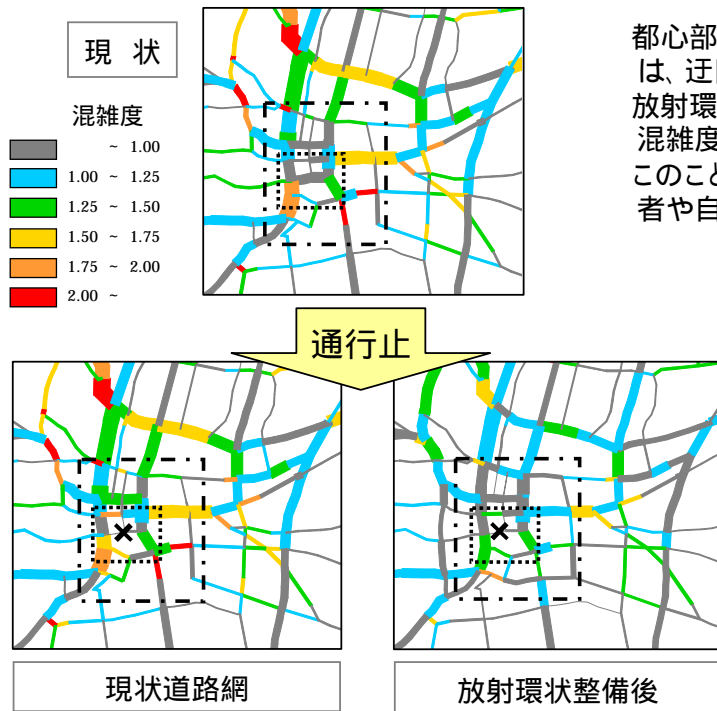 現 状
混雑度
~ 1.00
1.00 ~ 1.25
1.25 ~ 1.50
1.50 ~ 1.75
1.75 ~ 2.00
2.00 ~
都心部
は、迂
放射環
混雑度
このこと
者や自
通行止
現状道路網
放射環状整備後